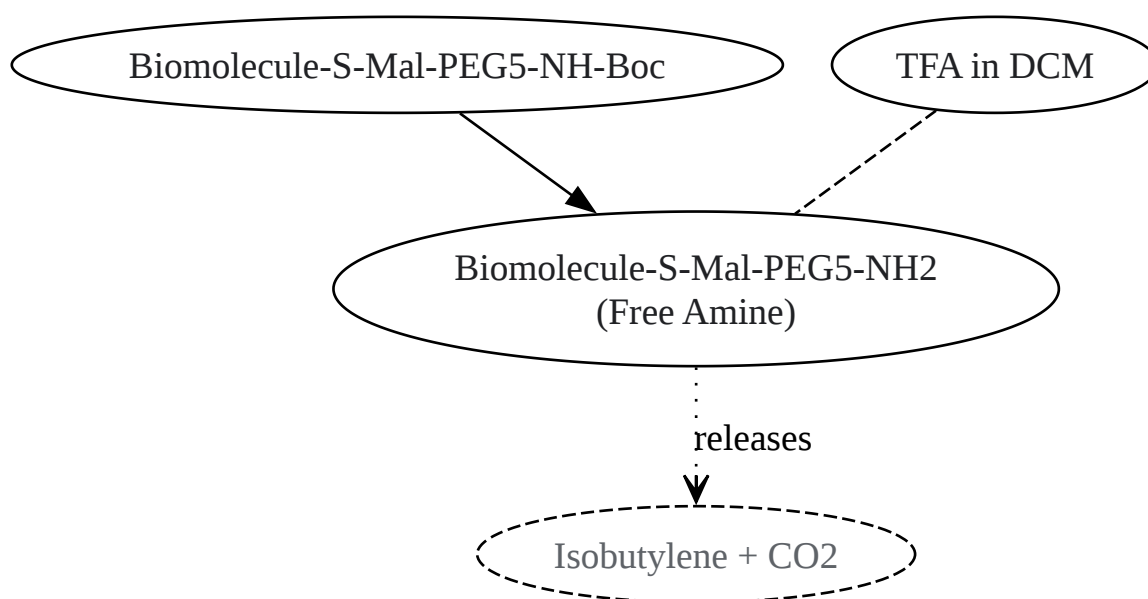 Biomolecule-S-Mal-PEG5-NH-Boc
TFA in DCM
Biomolecule-S-Mal-PEG5-NH2
(Free Amine)
releases
Isobutylene + CO2